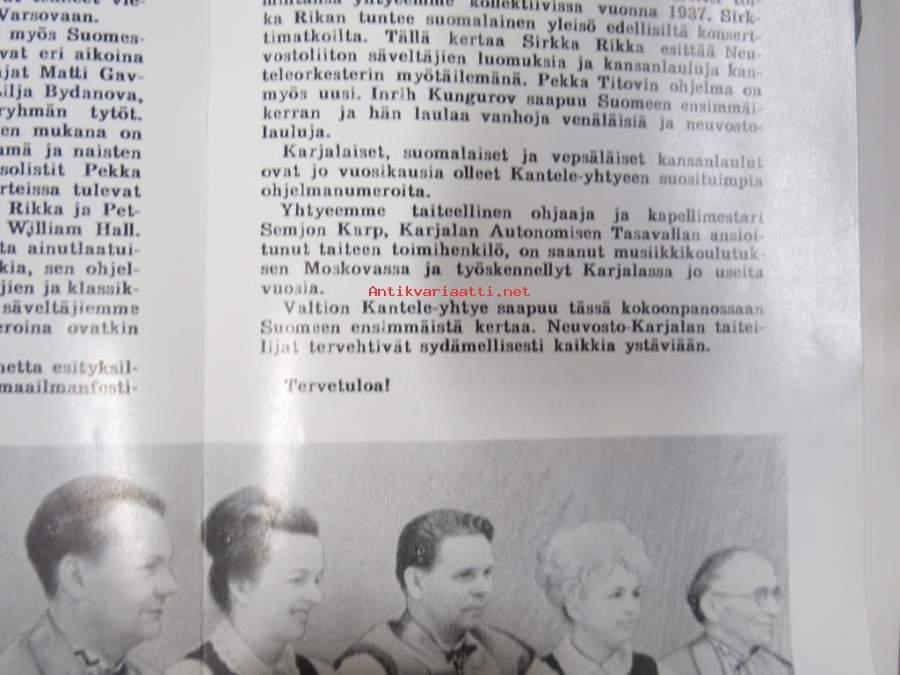 Varsovaan.
myös Suomes-
vat eri aikoina
jat Matti Gav-
ilja Bydanova,
ryhmän tytöt.
en mukana on
mä ja naisten
solistit Pekka
rteissa tulevat
Rikka ja Pet-
William Hall.
ta ainutlaatui-
kia, sen ohjel-
jien ja klassik-
säveltäjiemme
eroina ovatkin
netta esityksil-
maailmanfesti-
yhtyeemme kollektiivissa vuonna 1937. Sirk-
ka Rikan tuntee suomalainen yleisö edellisiltä konsert-
timatkoilta. Tällä kertaa Sirkka Rikka esittää Neu-
vostoliiton säveltäjien luomuksia ja kansanlauluja kan-
teleorkesterin myötäilemänä. Pekka Titovin ohjelma on
myös uusi. Inrih Kungurov saapuu Suomeen ensimmäi-
kerran ja hän laulaa vanhoja venäläisiä ja neuvosto-
lauluja.
Karjalaiset, suomalaiset ja vepsäläiset kansanlaulut
ovat jo vuosikausia olleet Kantele-yhtyeen suosituimpia
ohjelmanumeroita.
Yhtyeemme taiteellinen ohjaaja ja kapellimestari
Semjon Karp, Karjalan Autonomisen Tasavallan ansioi-
tunut taiteen toimihenkilö, on saanut musiikkikoulutuk-
sen Moskovassa ja työskennellyt Karjalassa jo useita
vuosia.
Antikvariaatti.net
Valtion Kantele-yhtye saapuu tässä kokoonpanossaan
Suomeen ensimmäistä kertaa. Neuvosto-Karjalan taitei-
lijat tervehtivät sydämellisesti kaikkia ystäviään.
Tervetuloa!